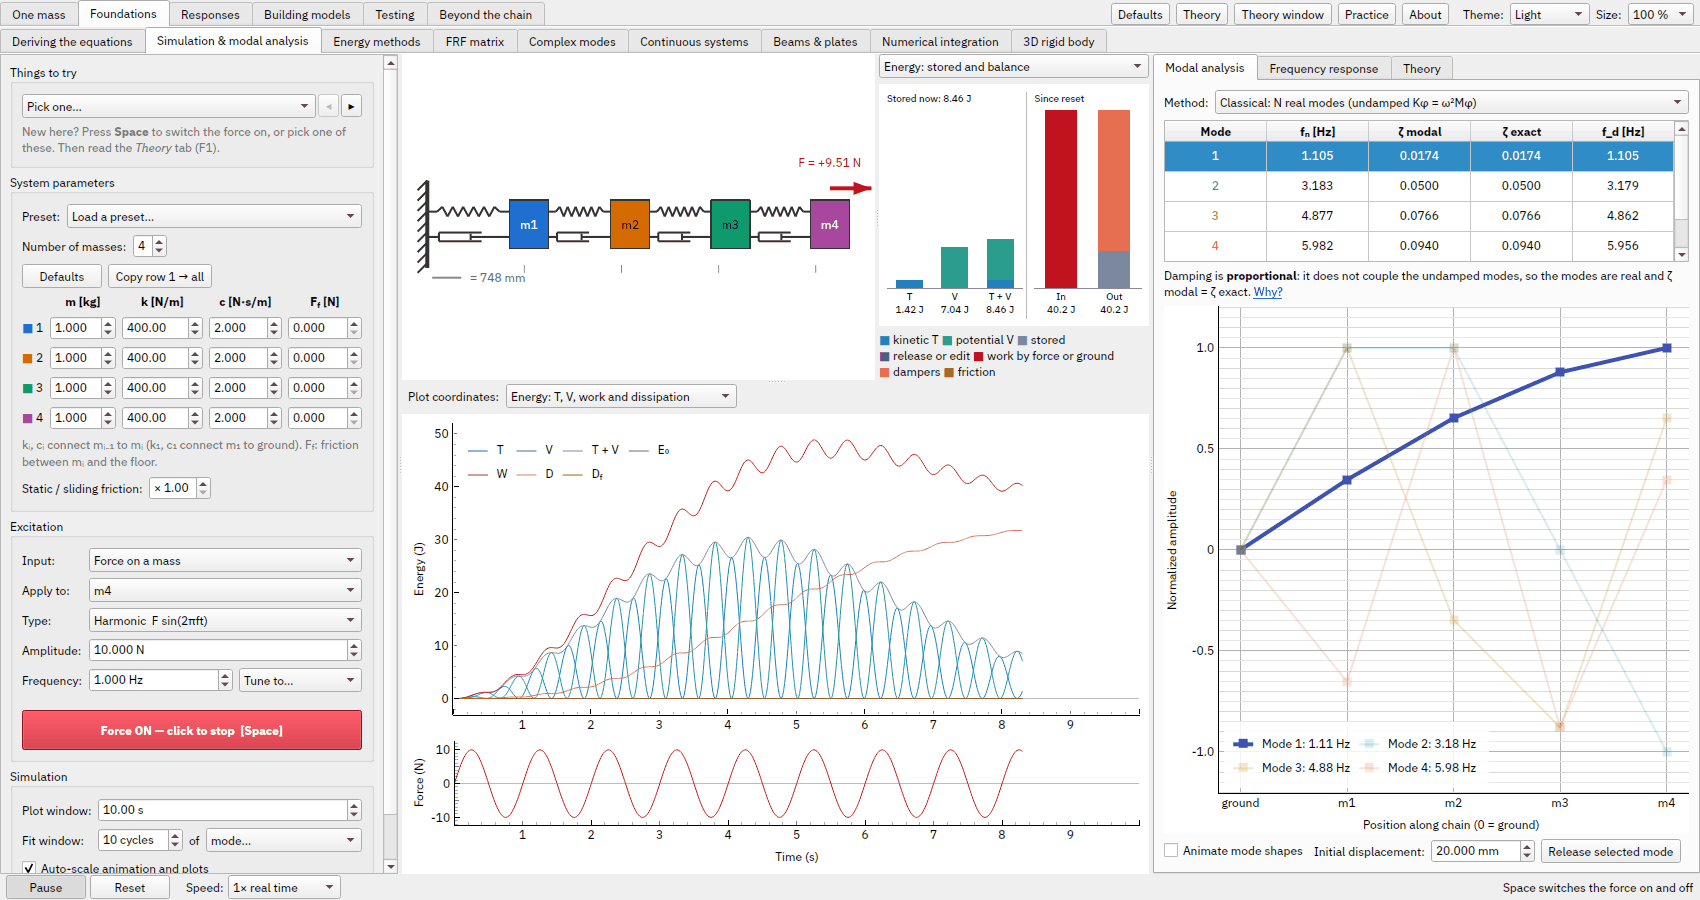 One mass Foundations Responses Building models Testing Beyond the chain Defaults Theory Theory window Practice About Theme: Light Size: 100 %
Deriving the equations Simulation & modal analysis Energy methods FRF matrix Complex modes Continuous systems Beams & plates Numerical integration 3D rigid body
Things to try
Pick one...
New here? Press Space to switch the force on, or pick one of
these. Then read the Theory tab (F1).
System parameters
Preset: Load a preset...
Number of masses: 4
Defaults Copy row 1 → all
m [kg] k [N/m] c [N·s/m] Ff [N]
1 1.000 400.00 2.000 0.000
2 1.000 400.00 2.000 0.000
3 1.000 400.00 2.000 0.000
4 1.000 400.00 2.000 0.000
kᵢ, cᵢ connect mᵢ₋₁ to mᵢ (k₁, c₁ connect m₁ to ground). Ff: friction
between mᵢ and the floor.
Static / sliding friction: × 1.00
Excitation
Input: Force on a mass
Apply to: m4
Type: Harmonic F sin(2πft)
Amplitude: 10.000 N
Frequency: 1.000 Hz Tune to...
Force ON — click to stop [Space]
Simulation
Plot window: 10.00 s
Fit window: 10 cycles of mode...
Auto-scale animation and plots
Pause Reset Speed: 1× real time
F = +9.51 N
m1 m2 m3 m4
= 748 mm
Energy: stored and balance
Stored now: 8.46 J Since reset
T V T + V In Out
1.42 J 7.04 J 8.46 J 40.2 J 40.2 J
kinetic T potential V stored
release or edit work by force or ground
dampers friction
Plot coordinates: Energy: T, V, work and dissipation
T V T + V E₀
W D Df
Energy (J)
50
40
30
20
10
0
1 2 3 4 5 6 7 8 9
Force (N)
10
0
-10
1 2 3 4 5 6 7 8 9
Time (s)
Modal analysis Frequency response Theory
Method: Classical: N real modes (undamped Kφ = ω²Mφ)
Mode fₙ [Hz] ζ modal ζ exact f_d [Hz]
1 1.105 0.0174 0.0174 1.105
2 3.183 0.0500 0.0500 3.179
3 4.877 0.0766 0.0766 4.862
4 5.982 0.0940 0.0940 5.956
Damping is proportional: it does not couple the undamped modes, so the modes are real and ζ
modal = ζ exact. Why?
Normalized amplitude
1.0
0.5
0
-0.5
-1.0
Mode 1: 1.11 Hz Mode 2: 3.18 Hz
Mode 3: 4.88 Hz Mode 4: 5.98 Hz
ground m1 m2 m3 m4
Position along chain (0 = ground)
Animate mode shapes Initial displacement: 20.000 mm Release selected mode
Space switches the force on and off